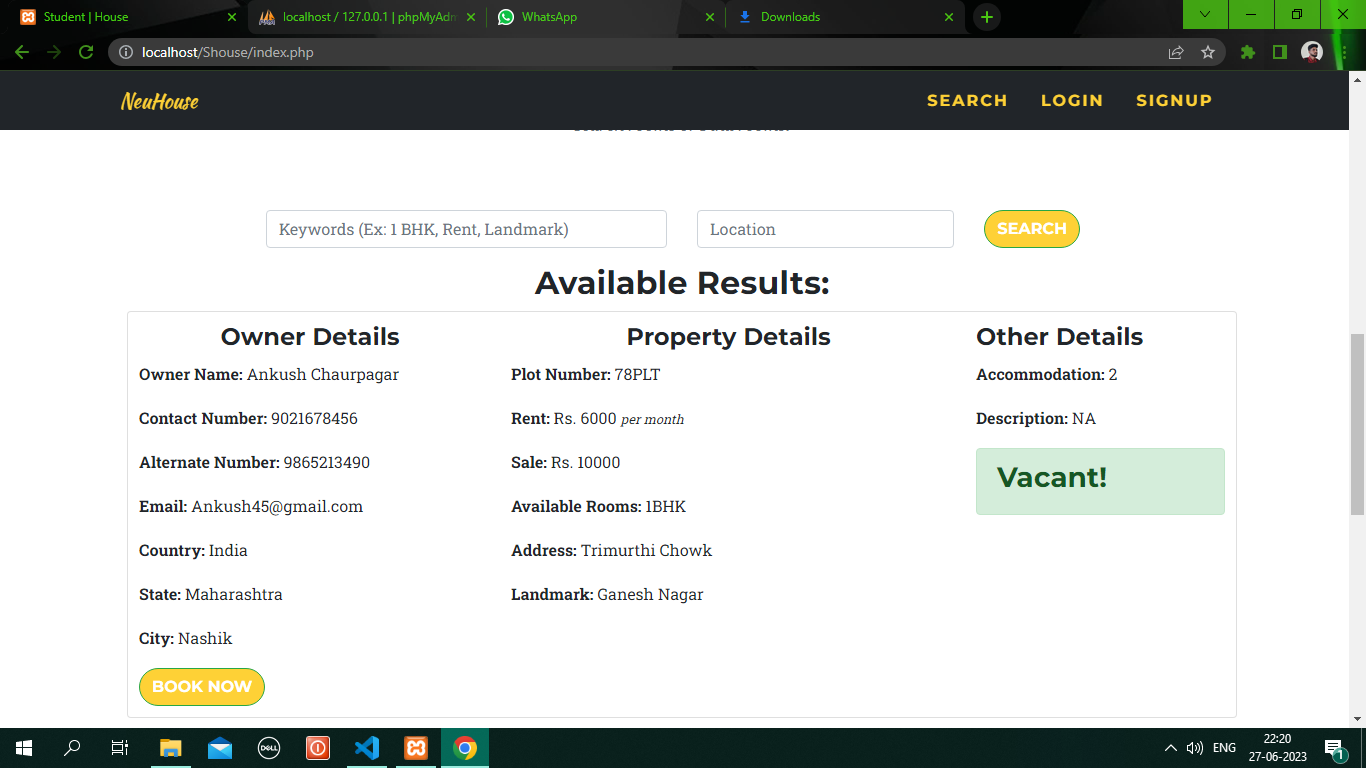 Student | House
localhost / 127.0.0.1 | phpMyAdm
WhatsApp
Downloads
localhost/Shouse/index.php
NeuHouse
SEARCH LOGIN SIGNUP
Keywords (Ex: 1 BHK, Rent, Landmark)
Location
SEARCH
Available Results:
Owner Details
Owner Name: Ankush Chaurpagar
Contact Number: 9021678456
Alternate Number: 9865213490
Email: Ankush45@gmail.com
Country: India
State: Maharashtra
City: Nashik
BOOK NOW
Property Details
Plot Number: 78PLT
Rent: Rs. 6000 per month
Sale: Rs. 10000
Available Rooms: 1BHK
Address: Trimurthi Chowk
Landmark: Ganesh Nagar
Other Details
Accommodation: 2
Description: NA
Vacant!
DELL
ENG
22:20
27-06-2023
1